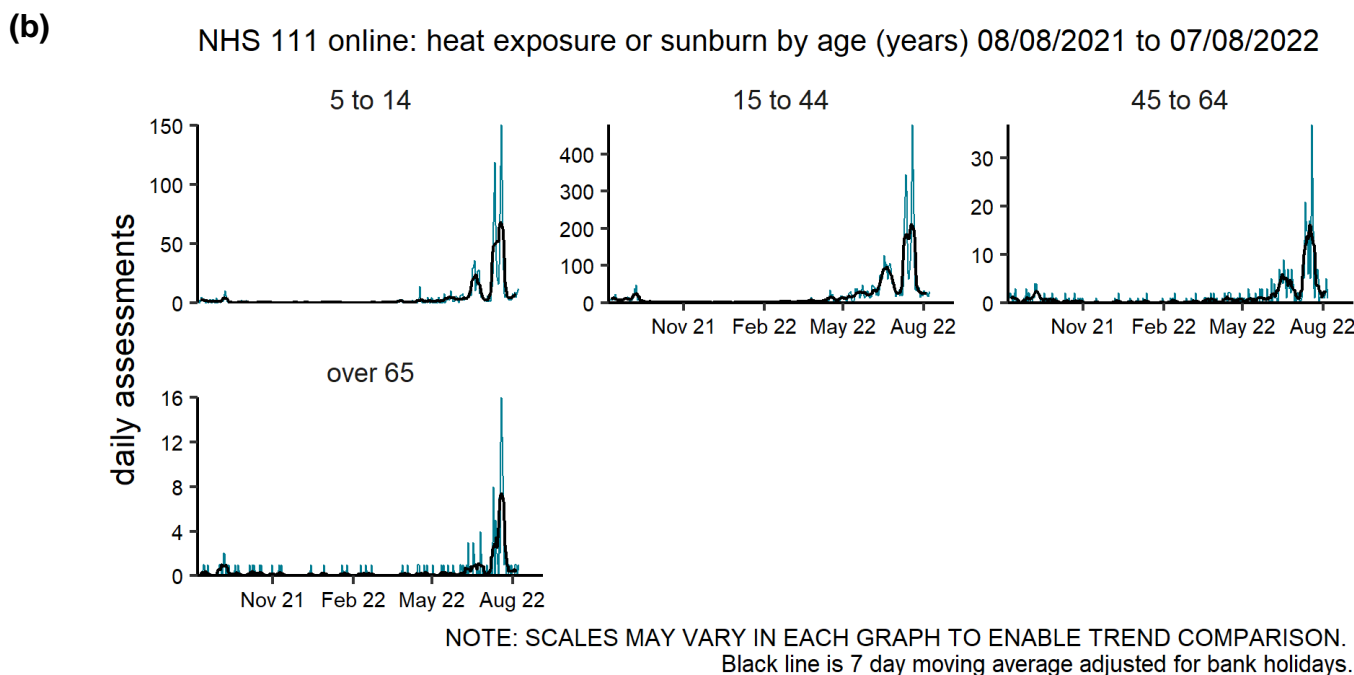 (b)
NHS 111 online: heat exposure or sunburn by age (years) 08/08/2021 to 07/08/2022
daily assessments
5 to 14
150
100
50
0
15 to 44
400
300
200
100
0
Nov 21 Feb 22 May 22 Aug 22
45 to 64
30
20
10
0
Nov 21 Feb 22 May 22 Aug 22
over 65
16
12
8
4
0
Nov 21 Feb 22 May 22 Aug 22
NOTE: SCALES MAY VARY IN EACH GRAPH TO ENABLE TREND COMPARISON.
Black line is 7 day moving average adjusted for bank holidays.